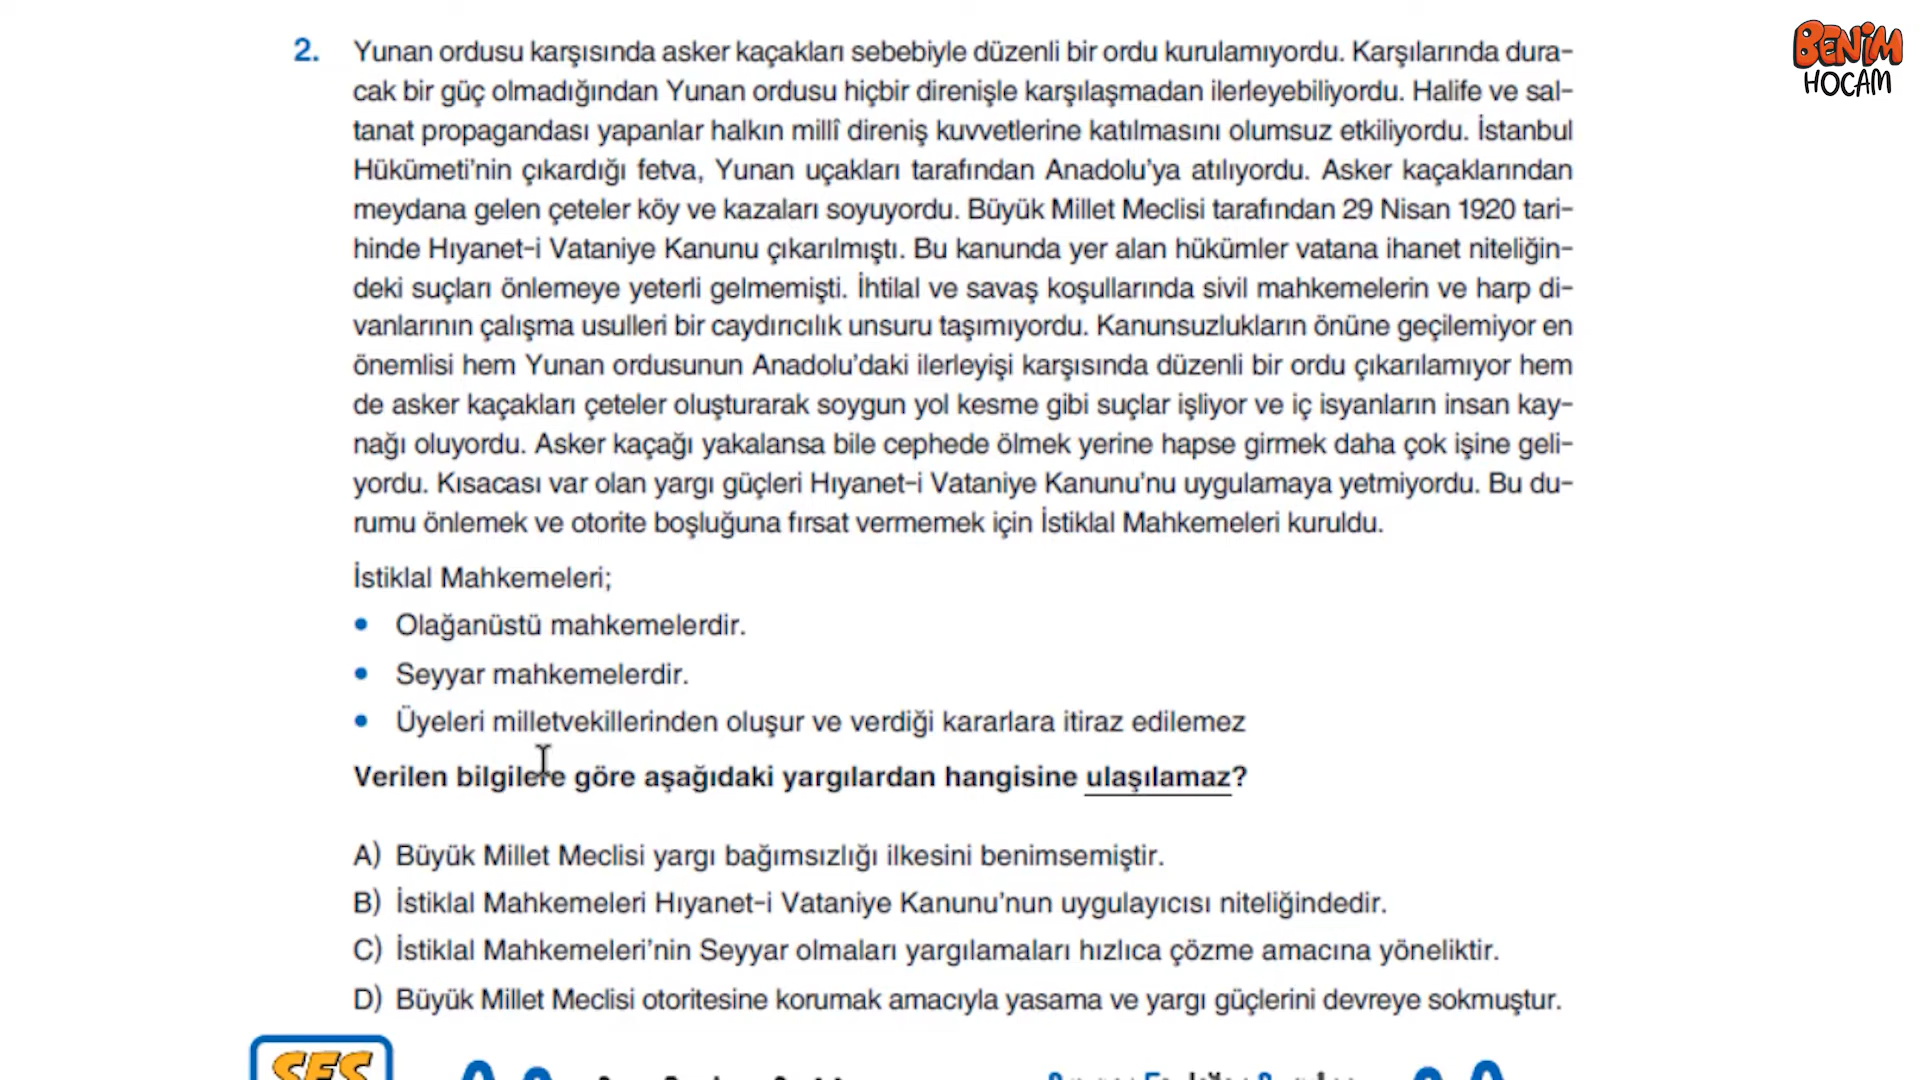 BENİM
HOCAM
2. Yunan ordusu karşısında asker kaçakları sebebiyle düzenli bir ordu kurulamıyordu. Karşılarında dura-
cak bir güç olmadığından Yunan ordusu hiçbir direnişle karşılaşmadan ilerleyebiliyordu. Halife ve sal-
tanat propagandası yapanlar halkın millî direniş kuvvetlerine katılmasını olumsuz etkiliyordu. İstanbul
Hükümeti'nin çıkardığı fetva, Yunan uçakları tarafından Anadolu'ya atılıyordu. Asker kaçaklarından
meydana gelen çeteler köy ve kazaları soyuyordu. Büyük Millet Meclisi tarafından 29 Nisan 1920 tari-
hinde Hıyanet-i Vataniye Kanunu çıkarılmıştı. Bu kanunda yer alan hükümler vatana ihanet niteliğin-
deki suçları önlemeye yeterli gelmemişti. İhtilal ve savaş koşullarında sivil mahkemelerin ve harp di-
vanlarının çalışma usulleri bir caydırıcılık unsuru taşımıyordu. Kanunsuzlukların önüne geçilemiyor en
önemlisi hem Yunan ordusunun Anadolu'daki ilerleyişi karşısında düzenli bir ordu çıkarılamıyor hem
de asker kaçakları çeteler oluşturarak soygun yol kesme gibi suçlar işliyor ve iç isyanların insan kay-
nağı oluyordu. Asker kaçağı yakalansa bile cephede ölmek yerine hapse girmek daha çok işine geli-
yordu. Kısacası var olan yargı güçleri Hıyanet-i Vataniye Kanunu'nu uygulamaya yetmiyordu. Bu du-
rumu önlemek ve otorite boşluğuna fırsat vermemek için İstiklal Mahkemeleri kuruldu.
İstiklal Mahkemeleri;
• Olağanüstü mahkemelerdir.
• Seyyar mahkemelerdir.
• Üyeleri milletvekillerinden oluşur ve verdiği kararlara itiraz edilemez
Verilen bilgilere göre aşağıdaki yargılardan hangisine ulaşılamaz?
A) Büyük Millet Meclisi yargı bağımsızlığı ilkesini benimsemiştir.
B) İstiklal Mahkemeleri Hıyanet-i Vataniye Kanunu'nun uygulayıcısı niteliğindedir.
C) İstiklal Mahkemeleri'nin Seyyar olmaları yargılamaları hızlıca çözme amacına yöneliktir.
D) Büyük Millet Meclisi otoritesine korumak amacıyla yasama ve yargı güçlerini devreye sokmuştur.
SES